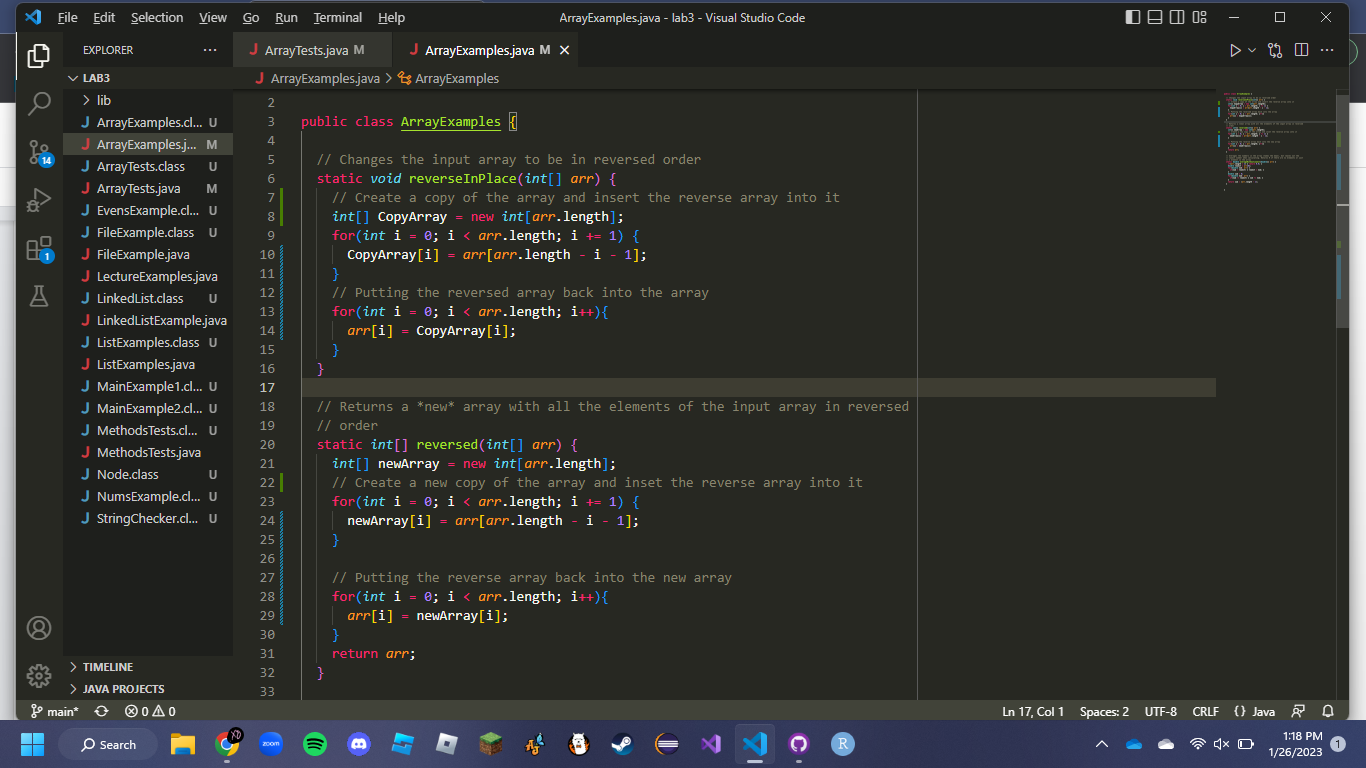 File Edit Selection View Go Run Terminal Help ArrayExamples.java - lab3 - Visual Studio Code
EXPLORER
ArrayTests.java M
ArrayExamples.java M
LAB3
ArrayExamples.java > ArrayExamples
lib
ArrayExamples.cl... U
ArrayExamples.j... M
ArrayTests.class U
ArrayTests.java M
EvensExample.cl... U
FileExample.class U
FileExample.java
LectureExamples.java
LinkedList.class U
LinkedListExample.java
ListExamples.class U
ListExamples.java
MainExample1.cl... U
MainExample2.cl... U
MethodsTests.cl... U
MethodsTests.java
Node.class U
NumsExample.cl... U
StringChecker.cl... U
TIMELINE
JAVA PROJECTS
14
1
2
3 public class ArrayExamples {
4
5 // Changes the input array to be in reversed order
6 static void reverseInPlace(int[] arr) {
7 // Create a copy of the array and insert the reverse array into it
8 int[] CopyArray = new int[arr.length];
9 for(int i = 0; i < arr.length; i += 1) {
10 CopyArray[i] = arr[arr.length - i - 1];
11 }
12 // Putting the reversed array back into the array
13 for(int i = 0; i < arr.length; i++){
14 arr[i] = CopyArray[i];
15 }
16 }
17
18 // Returns a *new* array with all the elements of the input array in reversed
19 // order
20 static int[] reversed(int[] arr) {
21 int[] newArray = new int[arr.length];
22 // Create a new copy of the array and inset the reverse array into it
23 for(int i = 0; i < arr.length; i += 1) {
24 newArray[i] = arr[arr.length - i - 1];
25 }
26
27 // Putting the reverse array back into the new array
28 for(int i = 0; i < arr.length; i++){
29 arr[i] = newArray[i];
30 }
31 return arr;
32 }
33
main* 0 0 Ln 17, Col 1 Spaces: 2 UTF-8 CRLF {} Java
Search
zoom
R
1:18 PM
1/26/2023
1